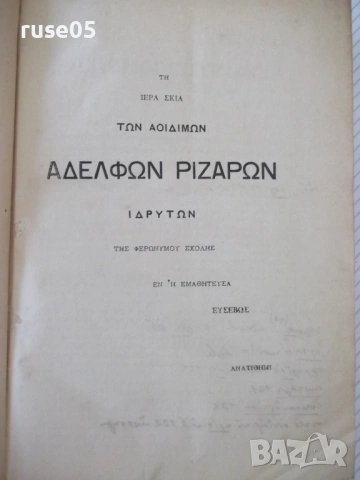 ruse05
ΤΗ
ΙΕΡΑ ΣΚΙΑ
ΤΩΝ ΑΟΙΔΙΜΩΝ
ΑΔΕΛΦΩΝ ΡΙΖΑΡΩΝ
ΙΔΡΥΤΩΝ
ΤΗΣ ΦΕΡΩΝΥΜΟΥ ΣΧΟΛΗΣ
ΕΝ Ή ΕΜΑΘΗΤΕΥΣΑ
ΕΥΣΕΒΩΣ
ΑΝΑΤΙΘΗΜΙ
BAZAR
bg